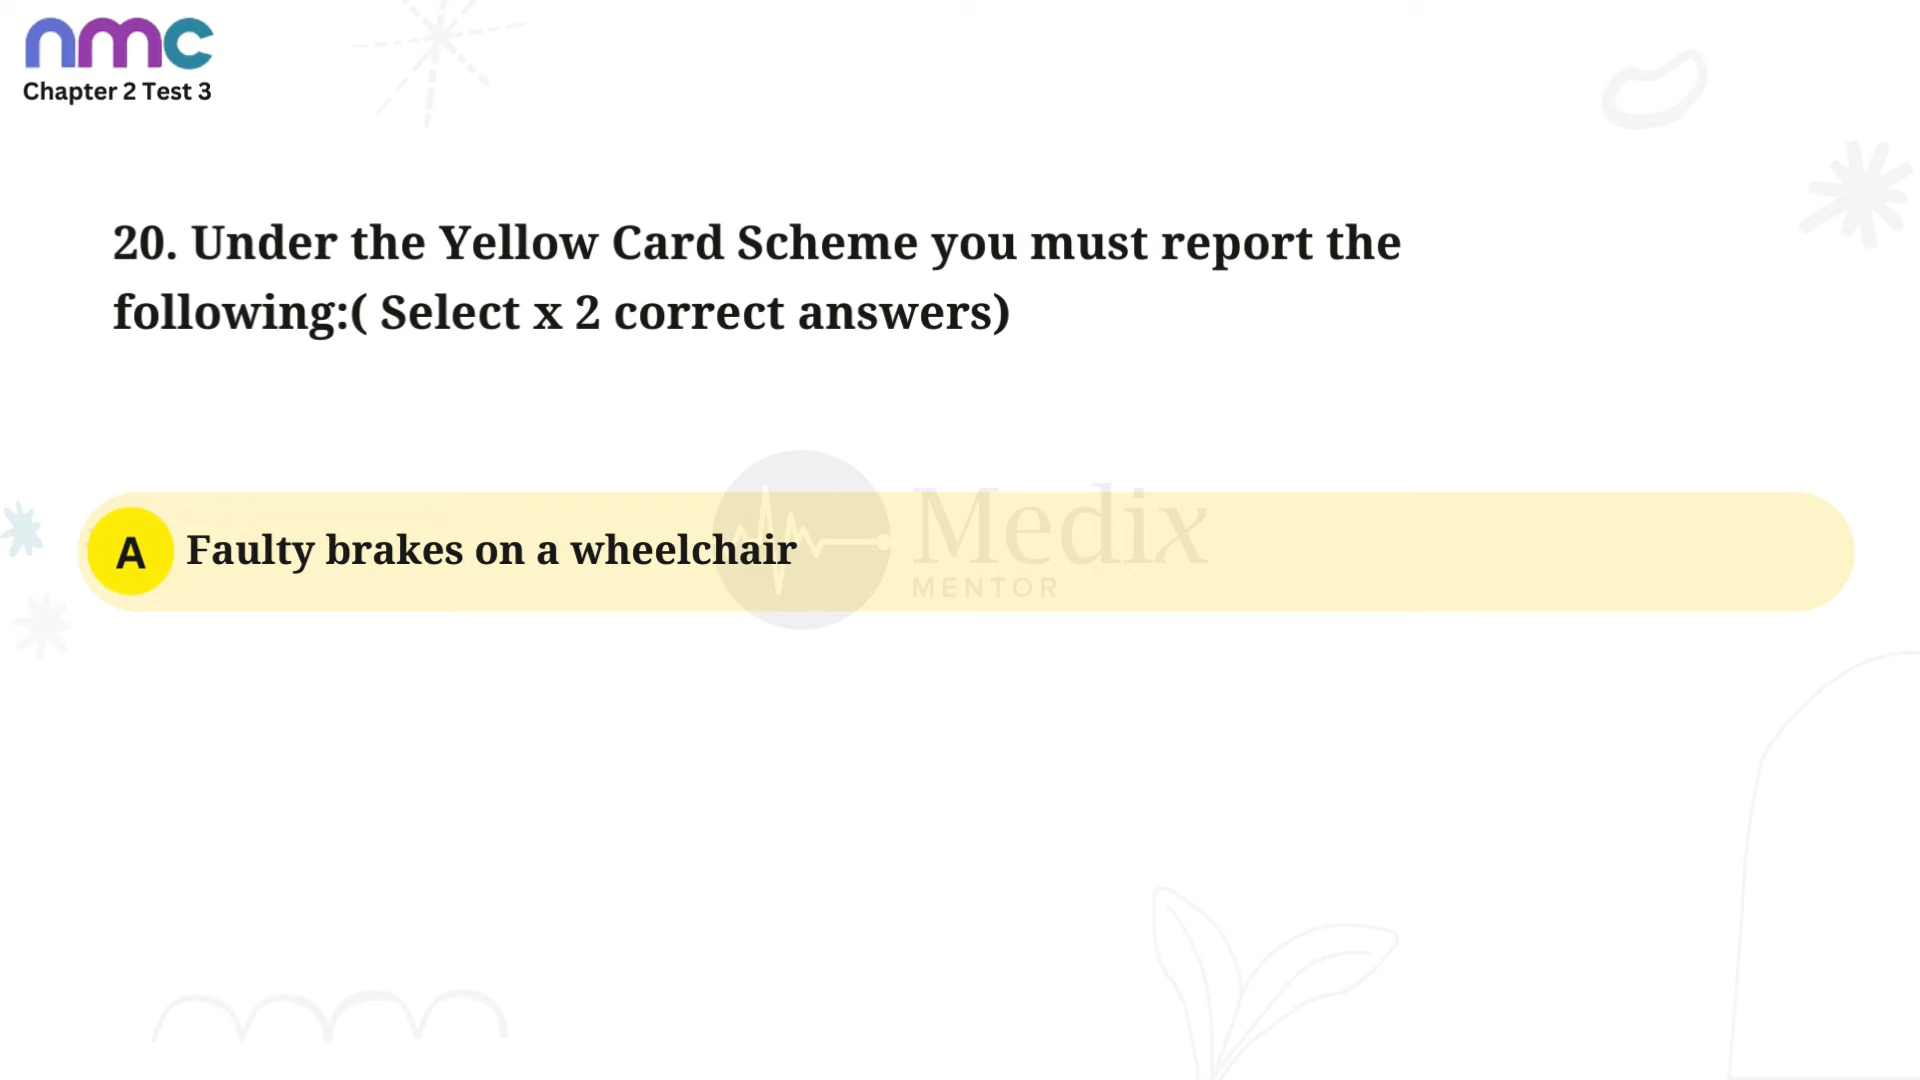 nmc
Chapter 2 Test 3
20. Under the Yellow Card Scheme you must report the
following:( Select x 2 correct answers)
A Faulty brakes on a wheelchair
Medix
MENTOR